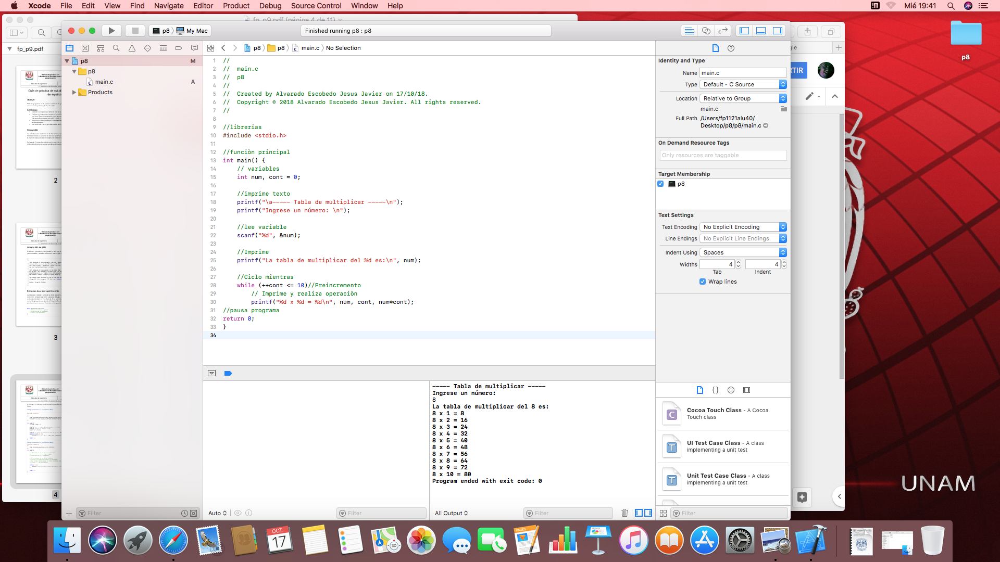 Xcode File Edit View Find Navigate Editor Product Debug Source Control Window Help
Mié 19:41
fp_p9.pdf (página 4 de 11)
fp_p9.pdf
2
3
4
p8 My Mac
Finished running p8 : p8
p8 M
p8
main.c A
Products
Filter
p8 p8 main.c No Selection
1 //
2 //  main.c
3 //  p8
4 //
5 //  Created by Alvarado Escobedo Jesus Javier on 17/10/18.
6 //  Copyright © 2018 Alvarado Escobedo Jesus Javier. All rights reserved.
7 //
8
9 //librerias
10 #include <stdio.h>
11
12 //funciòn principal
13 int main() {
14     // variables
15     int num, cont = 0;
16
17     //imprime texto
18     printf("\a----- Tabla de multiplicar -----\n");
19     printf("Ingrese un número: \n");
20
21     //lee variable
22     scanf("%d", &num);
23
24     //Imprime
25     printf("La tabla de multiplicar del %d es:\n", num);
26
27     //Ciclo mientras
28     while (++cont <= 10)//Preincremento
29         // Imprime y realiza operaciòn
30         printf("%d x %d = %d\n", num, cont, num*cont);
31 //pausa programa
32 return 0;
33 }
34
Auto
Filter
----- Tabla de multiplicar -----
Ingrese un número:
8
La tabla de multiplicar del 8 es:
8 x 1 = 8
8 x 2 = 16
8 x 3 = 24
8 x 4 = 32
8 x 5 = 40
8 x 6 = 48
8 x 7 = 56
8 x 8 = 64
8 x 9 = 72
8 x 10 = 80
Program ended with exit code: 0
All Output
Filter
Identity and Type
Name main.c
Type Default - C Source
Location Relative to Group
main.c
Full Path /Users/fp1121alu40/
Desktop/p8/p8/main.c
On Demand Resource Tags
Only resources are taggable
Target Membership
p8
Text Settings
Text Encoding No Explicit Encoding
Line Endings No Explicit Line Endings
Indent Using Spaces
Widths 4 4
Tab Indent
Wrap lines
{}
C
Cocoa Touch Class - A Cocoa
Touch class
T
UI Test Case Class - A class
implementing a unit test
T
Unit Test Case Class - A class
implementing a unit test
Filter
gle
RTIR
p8
UNAM
OCT.
17
3D
PAGES